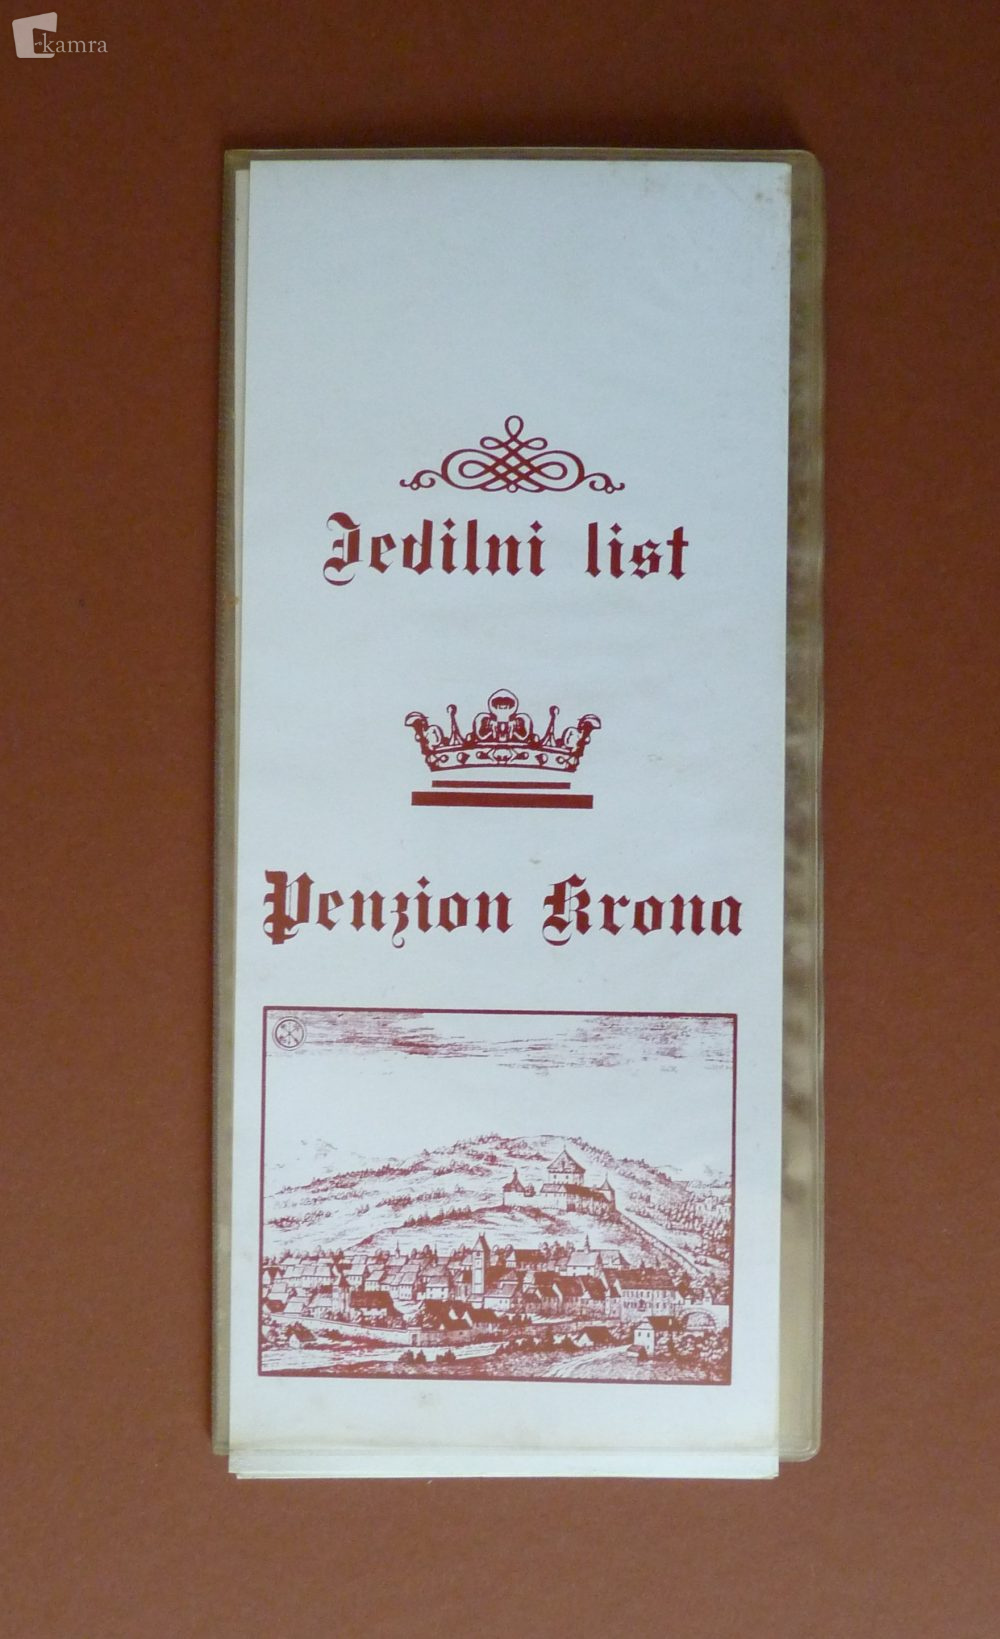 kamra
Jedilni list
Penzion Krona